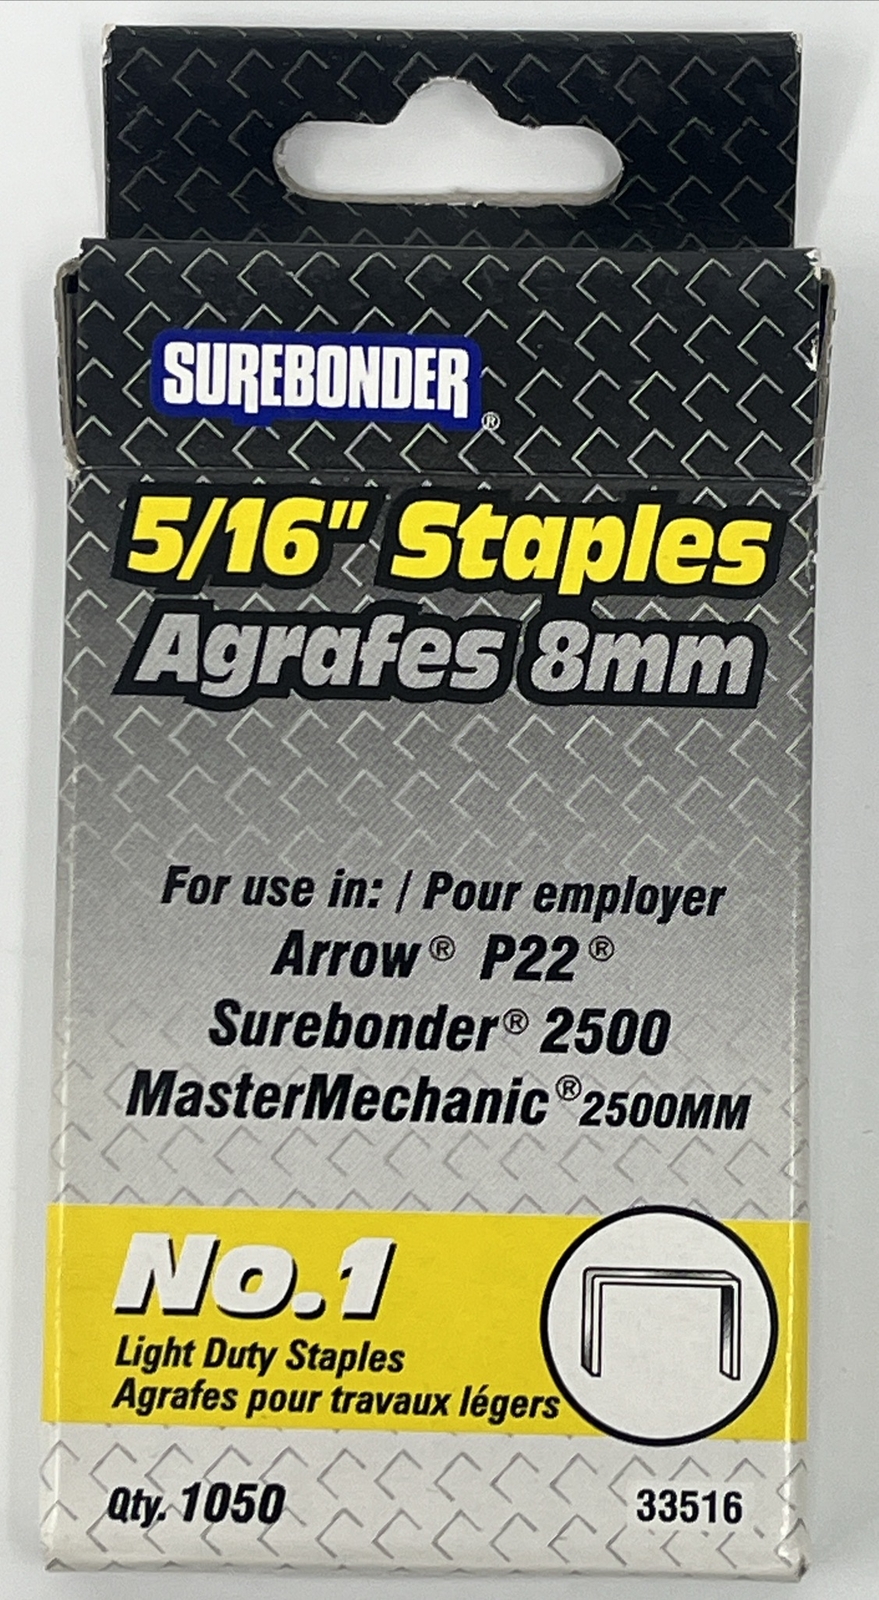 SUREBONDER®
5/16" Staples
Agrafes 8mm
For use in: / Pour employer
Arrow® P22®
Surebonder® 2500
MasterMechanic® 2500MM
No.1
Light Duty Staples
Agrafes pour travaux légers
Qty. 1050
33516